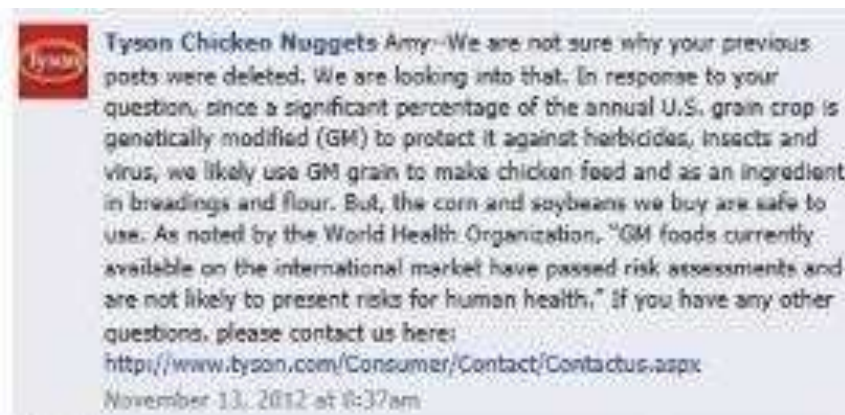 Tyson
Tyson Chicken Nuggets Amy--We are not sure why your previous
posts were deleted. We are looking into that. In response to your
question, since a significant percentage of the annual U.S. grain crop is
genetically modified (GM) to protect it against herbicides, insects and
virus, we likely use GM grain to make chicken feed and as an ingredient
in breadings and flour. But, the corn and soybeans we buy are safe to
use. As noted by the World Health Organization, "GM foods currently
available on the international market have passed risk assessments and
are not likely to present risks for human health." If you have any other
questions, please contact us here:
http://www.tyson.com/Consumer/Contact/Contactus.aspx
November 13, 2012 at 8:37am